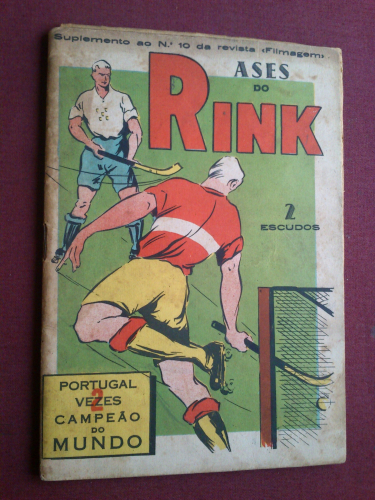 Suplemento ao N.º 10 da revista «Filmagem»
ASES
DO
RINK
2
ESCUDOS
PORTUGAL
2
VEZES
CAMPEÃO
DO
MUNDO